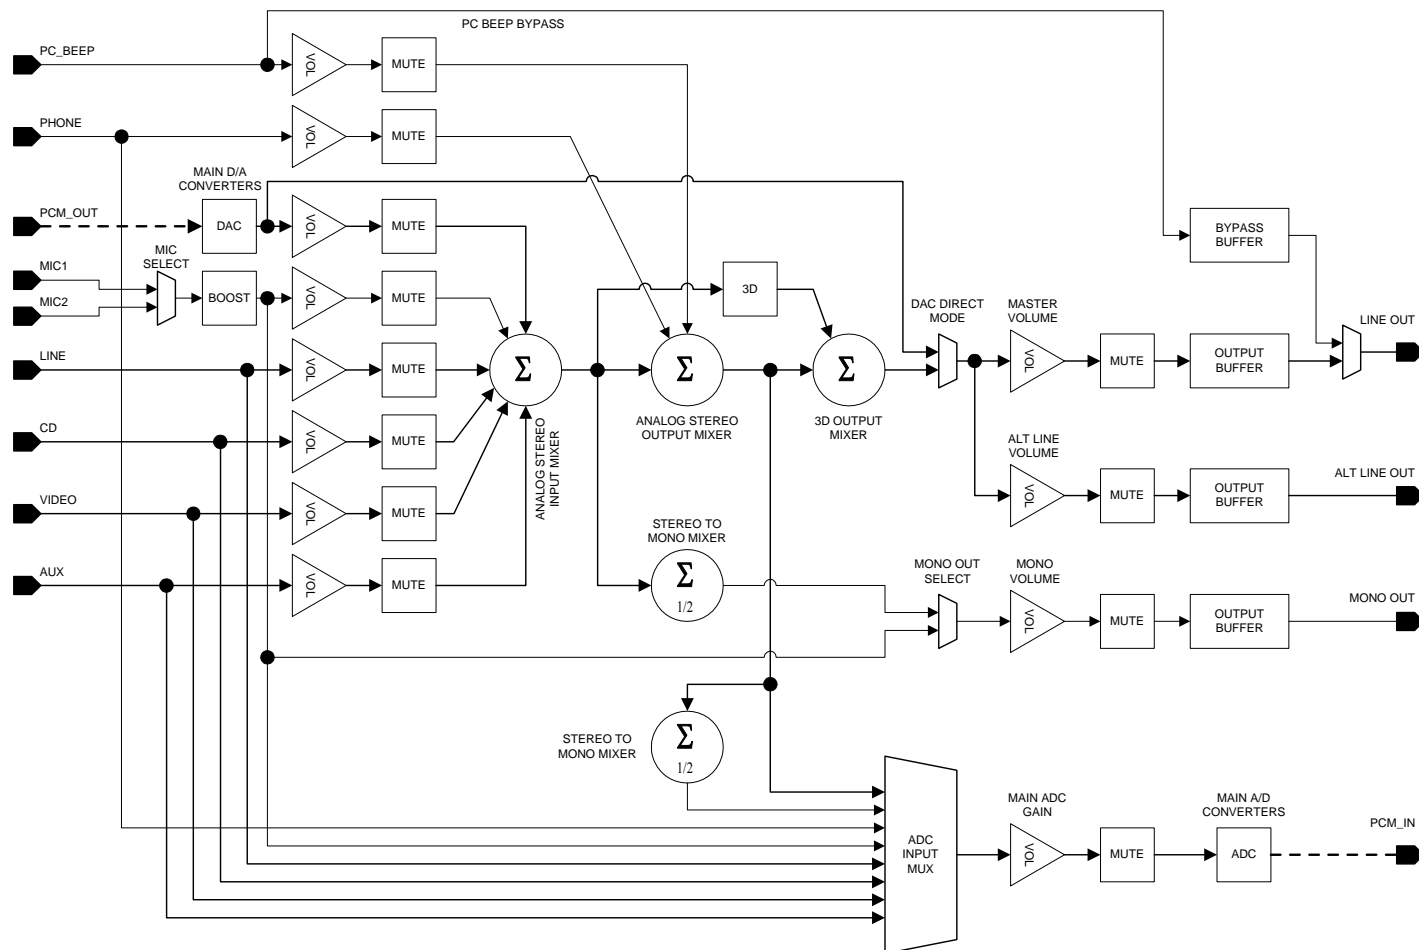 PC BEEP BYPASS
PC_BEEP
VOL
MUTE
PHONE
VOL
MUTE
MAIN D/A
CONVERTERS
PCM_OUT
DAC
VOL
MUTE
BYPASS
BUFFER
MIC
SELECT
MIC1
MIC2
BOOST
VOL
MUTE
3D
DAC DIRECT
MODE
MASTER
VOLUME
LINE OUT
LINE
VOL
MUTE
Σ
Σ
Σ
VOL
MUTE
OUTPUT
BUFFER
ANALOG STEREO
INPUT MIXER
ANALOG STEREO
OUTPUT MIXER
3D OUTPUT
MIXER
CD
VOL
MUTE
ALT LINE
VOLUME
ALT LINE OUT
VOL
MUTE
OUTPUT
BUFFER
VIDEO
VOL
MUTE
STEREO TO
MONO MIXER
AUX
VOL
MUTE
Σ
1/2
MONO OUT
SELECT
MONO
VOLUME
MONO OUT
VOL
MUTE
OUTPUT
BUFFER
STEREO TO
MONO MIXER
Σ
1/2
ADC
INPUT
MUX
MAIN ADC
GAIN
MAIN A/D
CONVERTERS
PCM_IN
VOL
MUTE
ADC